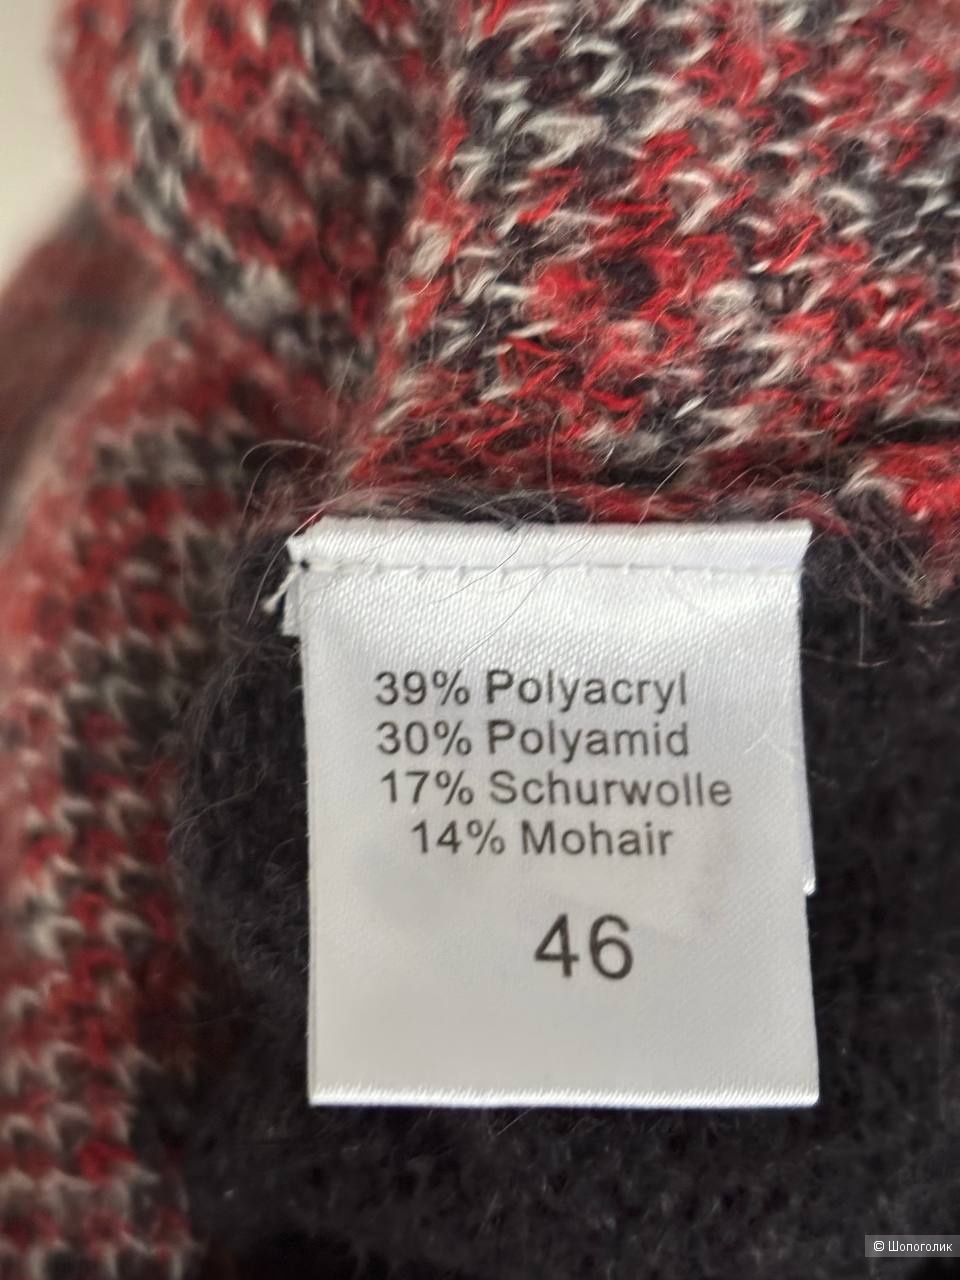 39% Polyacryl
30% Polyamid
17% Schurwolle
14% Mohair
46
© Шопоголик